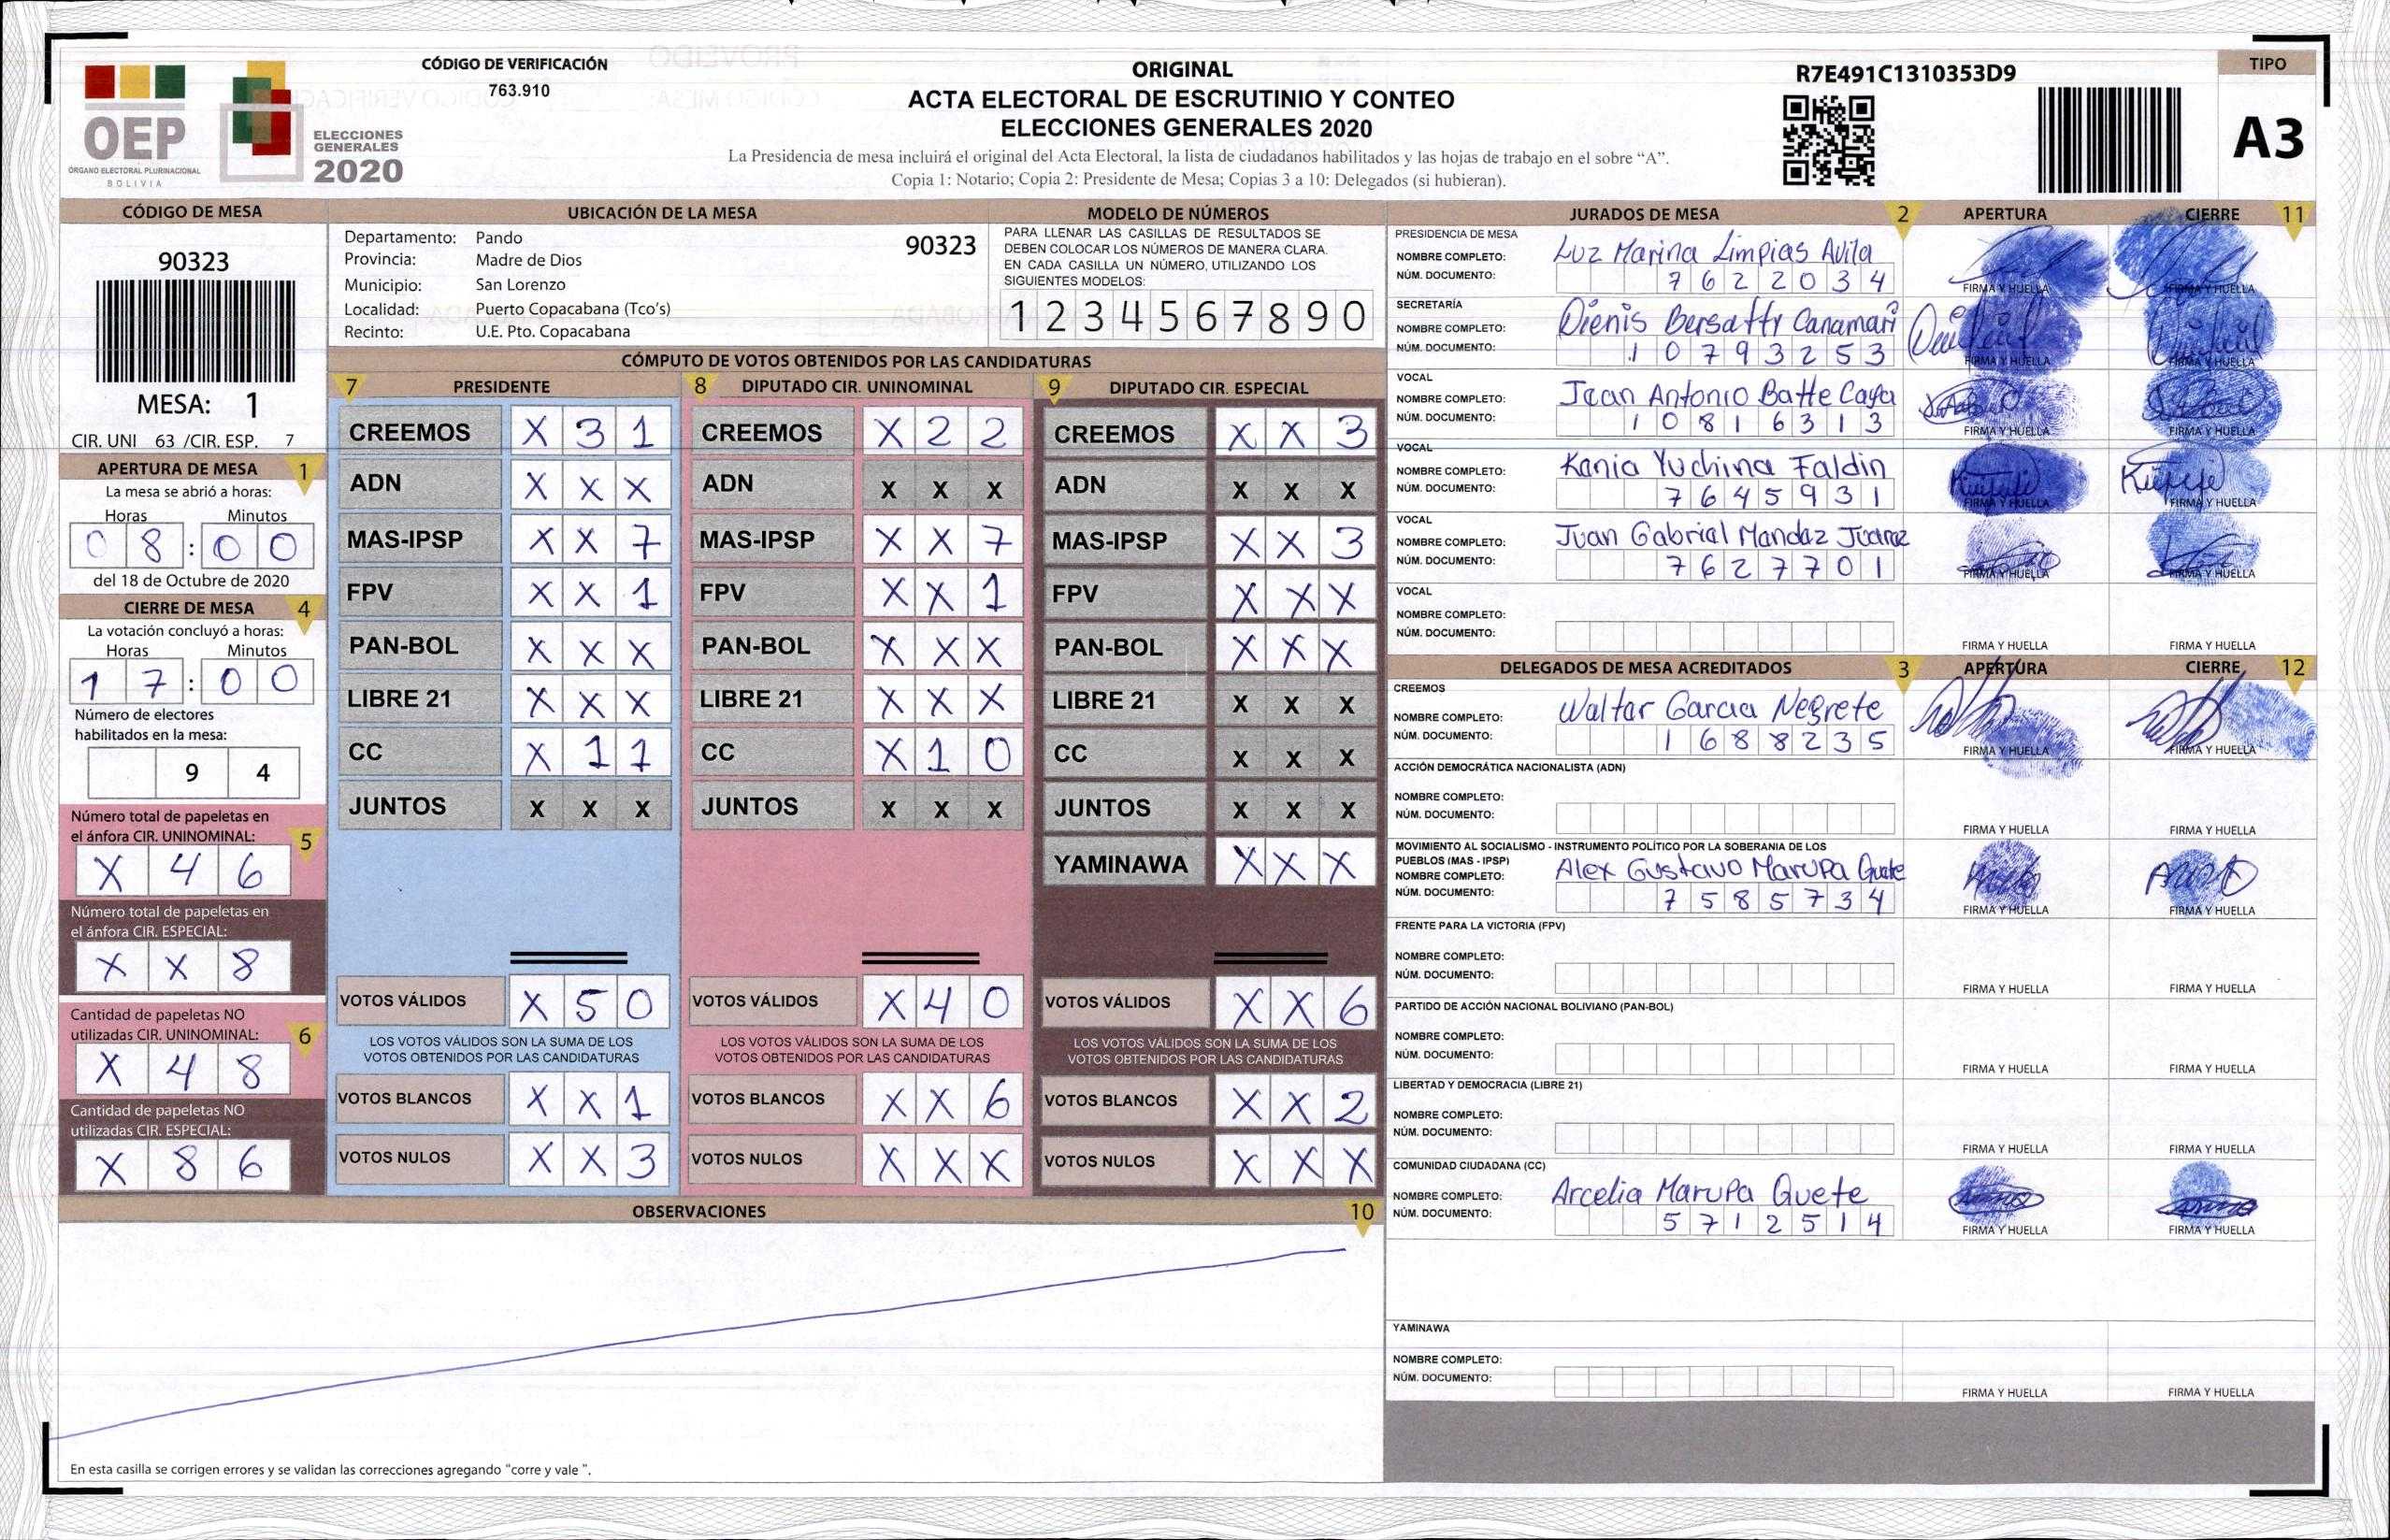 OEP
ÓRGANO ELECTORAL PLURINACIONAL
BOLIVIA
ELECCIONES
GENERALES
2020
CÓDIGO DE VERIFICACIÓN
763.910
ORIGINAL
ACTA ELECTORAL DE ESCRUTINIO Y CONTEO
ELECCIONES GENERALES 2020
La Presidencia de mesa incluirá el original del Acta Electoral, la lista de ciudadanos habilitados y las hojas de trabajo en el sobre “A”.
Copia 1: Notario; Copia 2: Presidente de Mesa; Copias 3 a 10: Delegados (si hubieran).
R7E491C1310353D9
TIPO
A3
CÓDIGO DE MESA
90323
MESA: 1
CIR. UNI 63 /CIR. ESP. 7
APERTURA DE MESA 1
La mesa se abrió a horas:
Horas Minutos
0 8 : 0 0
del 18 de Octubre de 2020
CIERRE DE MESA 4
La votación concluyó a horas:
Horas Minutos
1 7 : 0 0
Número de electores
habilitados en la mesa:
9 4
Número total de papeletas en
el ánfora CIR. UNINOMINAL: 5
X 4 6
Número total de papeletas en
el ánfora CIR. ESPECIAL:
X X 8
Cantidad de papeletas NO
utilizadas CIR. UNINOMINAL: 6
X 4 8
Cantidad de papeletas NO
utilizadas CIR. ESPECIAL:
X 8 6
UBICACIÓN DE LA MESA
Departamento: Pando 90323
Provincia: Madre de Dios
Municipio: San Lorenzo
Localidad: Puerto Copacabana (Tco's)
Recinto: U.E. Pto. Copacabana
MODELO DE NÚMEROS
PARA LLENAR LAS CASILLAS DE RESULTADOS SE
DEBEN COLOCAR LOS NÚMEROS DE MANERA CLARA.
EN CADA CASILLA UN NÚMERO, UTILIZANDO LOS
SIGUIENTES MODELOS:
1 2 3 4 5 6 7 8 9 0
CÓMPUTO DE VOTOS OBTENIDOS POR LAS CANDIDATURAS
7 PRESIDENTE
CREEMOS X 3 1
ADN X X X
MAS-IPSP X X 7
FPV X X 1
PAN-BOL X X X
LIBRE 21 X X X
CC X 1 1
JUNTOS X X X
VOTOS VÁLIDOS X 5 0
LOS VOTOS VÁLIDOS SON LA SUMA DE LOS
VOTOS OBTENIDOS POR LAS CANDIDATURAS
VOTOS BLANCOS X X 1
VOTOS NULOS X X 3
8 DIPUTADO CIR. UNINOMINAL
CREEMOS X 2 2
ADN X X X
MAS-IPSP X X 7
FPV X X 1
PAN-BOL X X X
LIBRE 21 X X X
CC X 1 0
JUNTOS X X X
VOTOS VÁLIDOS X 4 0
LOS VOTOS VÁLIDOS SON LA SUMA DE LOS
VOTOS OBTENIDOS POR LAS CANDIDATURAS
VOTOS BLANCOS X X 6
VOTOS NULOS X X X
9 DIPUTADO CIR. ESPECIAL
CREEMOS X X 3
ADN X X X
MAS-IPSP X X 3
FPV X X X
PAN-BOL X X X
LIBRE 21 X X X
CC X X X
JUNTOS X X X
YAMINAWA X X X
VOTOS VÁLIDOS X X 6
LOS VOTOS VÁLIDOS SON LA SUMA DE LOS
VOTOS OBTENIDOS POR LAS CANDIDATURAS
VOTOS BLANCOS X X 2
VOTOS NULOS X X X
OBSERVACIONES 10
En esta casilla se corrigen errores y se validan las correcciones agregando “corre y vale ”.
JURADOS DE MESA 2 APERTURA CIERRE 11
PRESIDENCIA DE MESA
NOMBRE COMPLETO: Luz Marina Limpias Avila
NÚM. DOCUMENTO: 7 6 2 2 0 3 4 FIRMA Y HUELLA FIRMA Y HUELLA
SECRETARÍA
NOMBRE COMPLETO: Dienis Bersatty Canamari
NÚM. DOCUMENTO: 1 0 7 9 3 2 5 3 FIRMA Y HUELLA FIRMA Y HUELLA
VOCAL
NOMBRE COMPLETO: Jean Antonio Batte
NÚM. DOCUMENTO: 1 0 8 1 6 3 1 3 FIRMA Y HUELLA FIRMA Y HUELLA
VOCAL
NOMBRE COMPLETO: Kania Yuchina Faldin
NÚM. DOCUMENTO: 7 6 4 5 9 3 1 FIRMA Y HUELLA FIRMA Y HUELLA
VOCAL
NOMBRE COMPLETO: Juan Gabrial Mandaz Juaraz
NÚM. DOCUMENTO: 7 6 2 7 7 0 1 FIRMA Y HUELLA FIRMA Y HUELLA
VOCAL
NOMBRE COMPLETO:
NÚM. DOCUMENTO: FIRMA Y HUELLA FIRMA Y HUELLA
DELEGADOS DE MESA ACREDITADOS 3 APERTURA CIERRE 12
CREEMOS
NOMBRE COMPLETO: Waltar Garcia Negrete
NÚM. DOCUMENTO: 1 6 8 8 2 3 5 FIRMA Y HUELLA FIRMA Y HUELLA
ACCIÓN DEMOCRÁTICA NACIONALISTA (ADN)
NOMBRE COMPLETO:
NÚM. DOCUMENTO: FIRMA Y HUELLA FIRMA Y HUELLA
MOVIMIENTO AL SOCIALISMO - INSTRUMENTO POLÍTICO POR LA SOBERANIA DE LOS
PUEBLOS (MAS - IPSP)
NOMBRE COMPLETO: Alex Gustavo Marupa Quete
NÚM. DOCUMENTO: 7 5 8 5 7 3 4 FIRMA Y HUELLA FIRMA Y HUELLA
FRENTE PARA LA VICTORIA (FPV)
NOMBRE COMPLETO:
NÚM. DOCUMENTO: FIRMA Y HUELLA FIRMA Y HUELLA
PARTIDO DE ACCIÓN NACIONAL BOLIVIANO (PAN-BOL)
NOMBRE COMPLETO:
NÚM. DOCUMENTO: FIRMA Y HUELLA FIRMA Y HUELLA
LIBERTAD Y DEMOCRACIA (LIBRE 21)
NOMBRE COMPLETO:
NÚM. DOCUMENTO: FIRMA Y HUELLA FIRMA Y HUELLA
COMUNIDAD CIUDADANA (CC)
NOMBRE COMPLETO: Arcelia Marupa Quete
NÚM. DOCUMENTO: 5 7 1 2 5 1 4 FIRMA Y HUELLA FIRMA Y HUELLA
YAMINAWA
NOMBRE COMPLETO:
NÚM. DOCUMENTO: FIRMA Y HUELLA FIRMA Y HUELLA